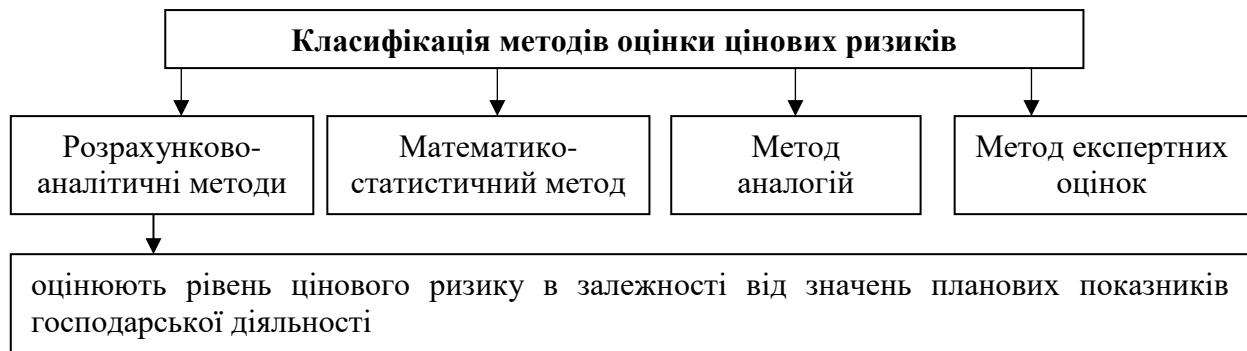 Класифікація методів оцінки цінових ризиків
Розрахунково-
аналітичні методи
Математико-
статистичний метод
Метод
аналогій
Метод експертних
оцінок
оцінюють рівень цінового ризику в залежності від значень планових показників
господарської діяльності